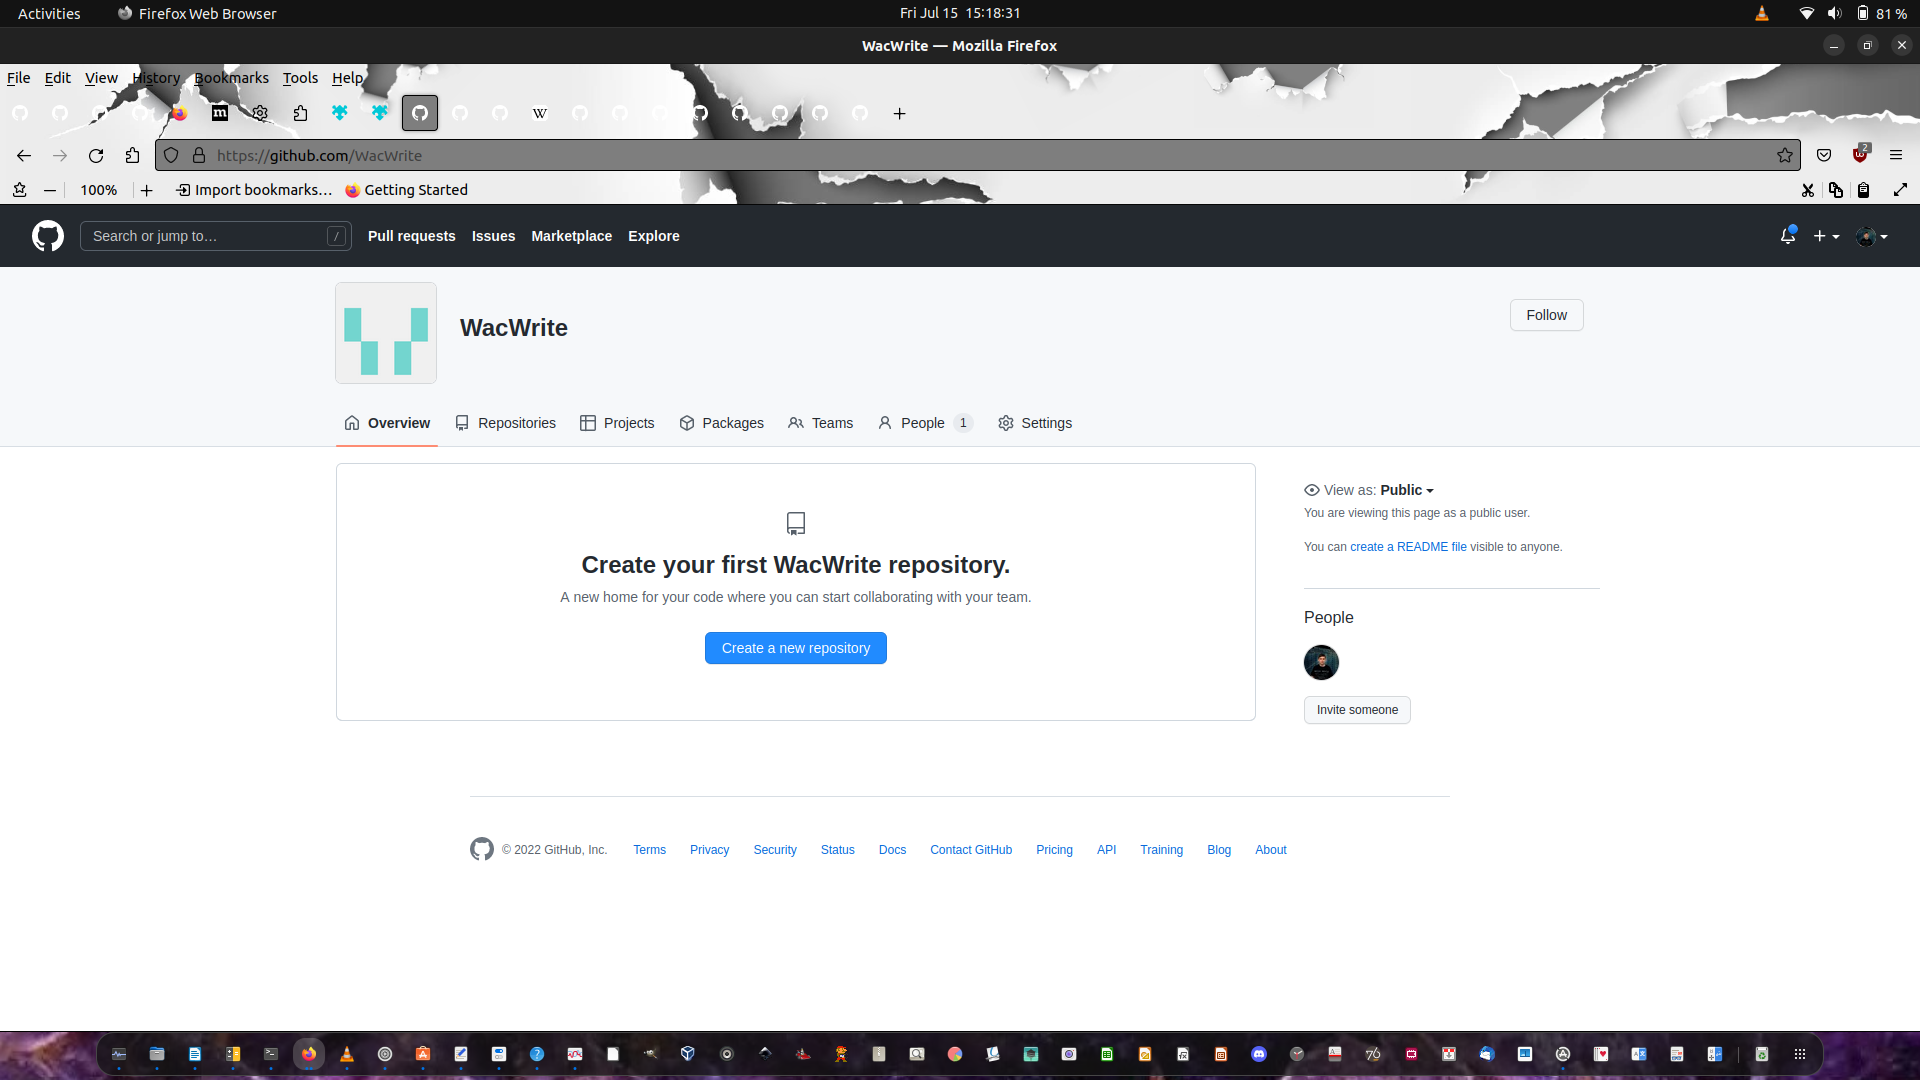 Activities Firefox Web Browser Fri Jul 15 15:18:31 81 %
WacWrite — Mozilla Firefox
File Edit View History Bookmarks Tools Help
m W
https://github.com/WacWrite 2
100% Import bookmarks… Getting Started
Search or jump to… / Pull requests Issues Marketplace Explore
WacWrite
Follow
Overview Repositories Projects Packages Teams People 1 Settings
Create your first WacWrite repository.
A new home for your code where you can start collaborating with your team.
Create a new repository
View as: Public
You are viewing this page as a public user.
You can create a README file visible to anyone.
People
Invite someone
© 2022 GitHub, Inc. Terms Privacy Security Status Docs Contact GitHub Pricing API Training Blog About